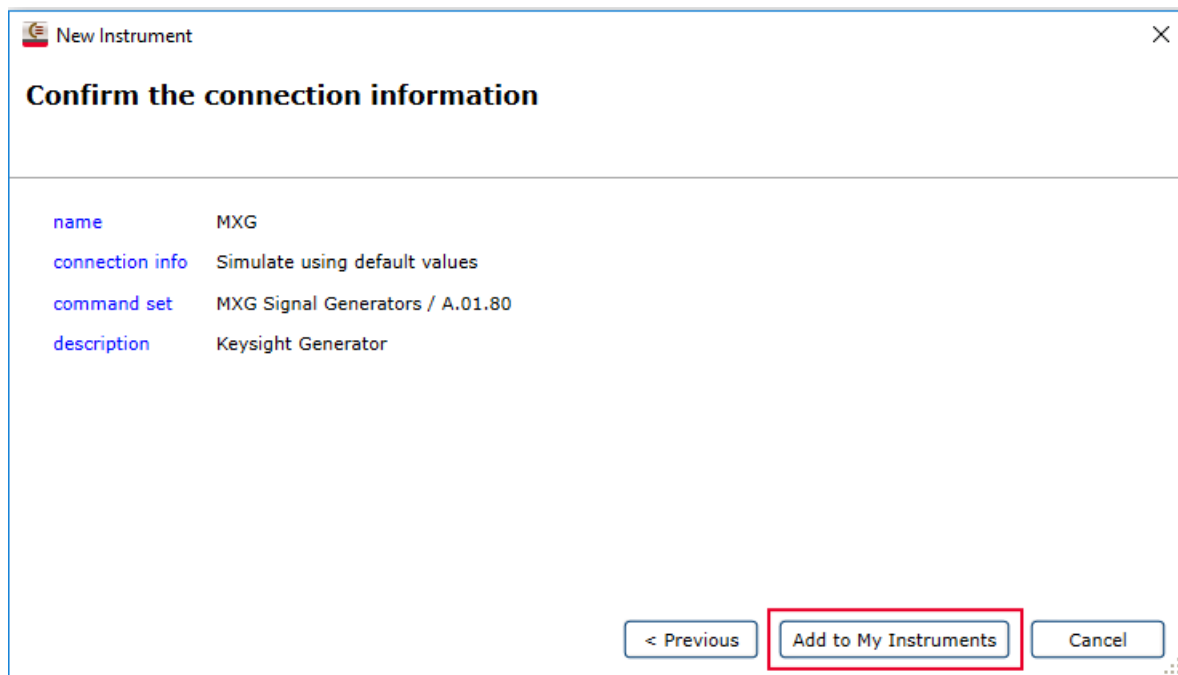 New Instrument
Confirm the connection information
name MXG
connection info Simulate using default values
command set MXG Signal Generators / A.01.80
description Keysight Generator
< Previous Add to My Instruments Cancel